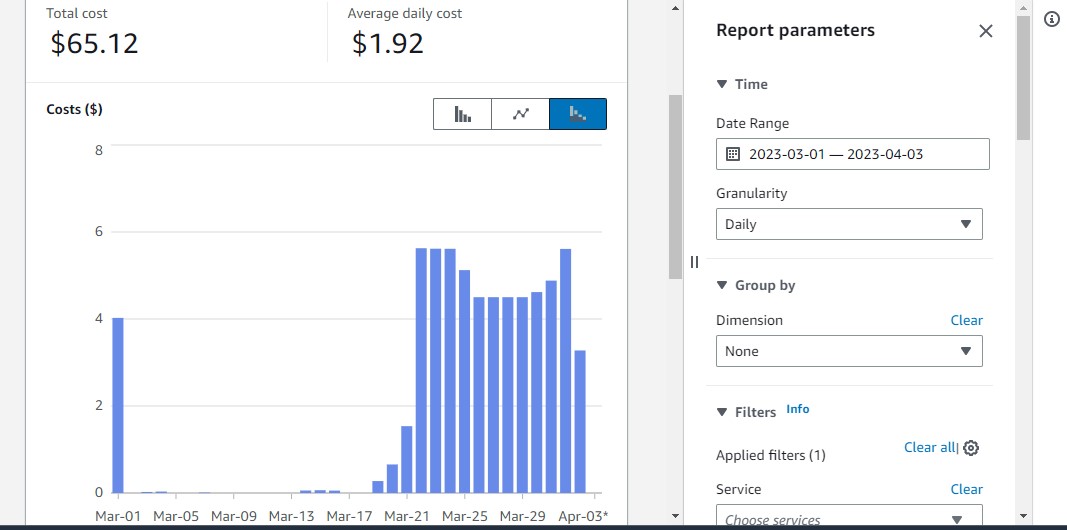 Total cost
$65.12
Average daily cost
$1.92
Costs ($)
8
6
4
2
0
Mar-01 Mar-05 Mar-09 Mar-13 Mar-17 Mar-21 Mar-25 Mar-29 Apr-03*
Report parameters
Time
Date Range
2023-03-01 — 2023-04-03
Granularity
Daily
Group by
Dimension Clear
None
Filters Info
Applied filters (1) Clear all|
Service Clear
Choose services